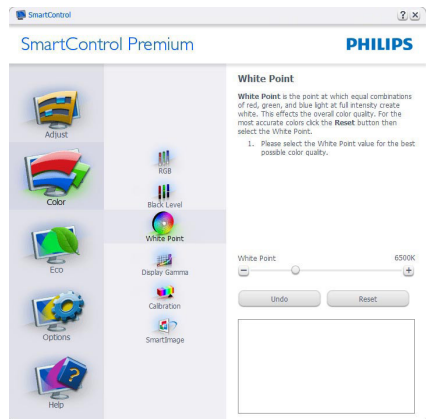 SmartControl
SmartControl Premium
PHILIPS
Adjust
Color
Eco
Options
Help
RGB
Black Level
White Point
Display Gamma
Calibration
SmartImage
White Point
White Point is the point at which equal combinations
of red, green, and blue light at full intensity create
white. This effects the overall color quality. For the
most accurate colors click the Reset button then
select the White Point.
1. Please select the White Point value for the best
possible color quality.
White Point 6500K
Undo Reset